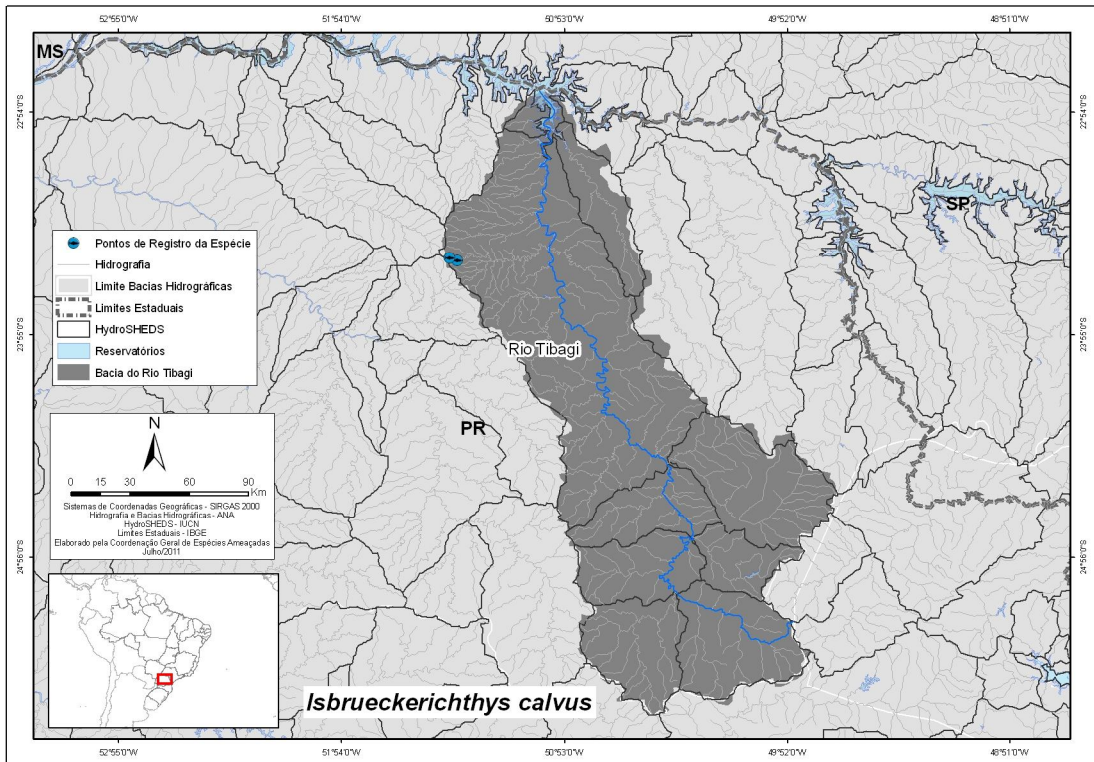 52°55'0"W 51°54'0"W 50°53'0"W 49°52'0"W 48°51'0"W
MS
22°54'0"S
22°54'0"S
SP
Pontos de Registro da Espécie
Hidrografia
Limite Bacias Hidrográficas
Limites Estaduais
HydroSHEDS
Reservatórios
Bacia do Rio Tibagi
23°55'0"S
23°55'0"S
Rio Tibagi
PR
N
0 15 30 60 90
Km
Sistemas de Coordenadas Geográficas - SIRGAS 2000
Hidrografia e Bacias Hidrográficas - ANA
HydroSHEDS - IUCN
Limites Estaduais - IBGE
Elaborado pela Coordenação Geral de Espécies Ameaçadas
Julho/2011
24°56'0"S
24°56'0"S
Isbrueckerichthys calvus
52°55'0"W 51°54'0"W 50°53'0"W 49°52'0"W 48°51'0"W